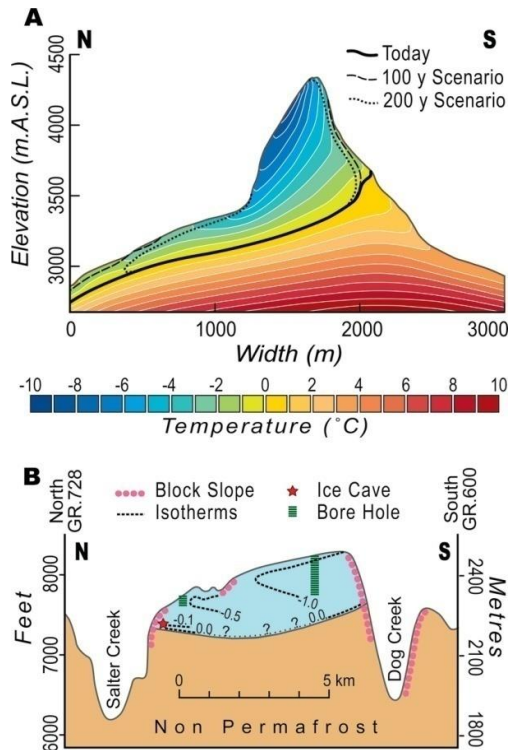 A
N
S
Today
100 y Scenario
200 y Scenario
Elevation (m.A.S.L.)
4500
4000
3500
3000
0
1000
2000
3000
Width (m)
-10 -8 -6 -4 -2 0 2 4 6 8 10
Temperature (°C)
B
North
GR.728
South
GR.600
Block Slope
Ice Cave
Isotherms
Bore Hole
N
S
Feet
8000
7000
6000
Metres
2400
2100
1800
Salter Creek
Dog Creek
-0.5
-1.0
-0.1
0.0
?
?
?
0.0
0
5 km
Non Permafrost